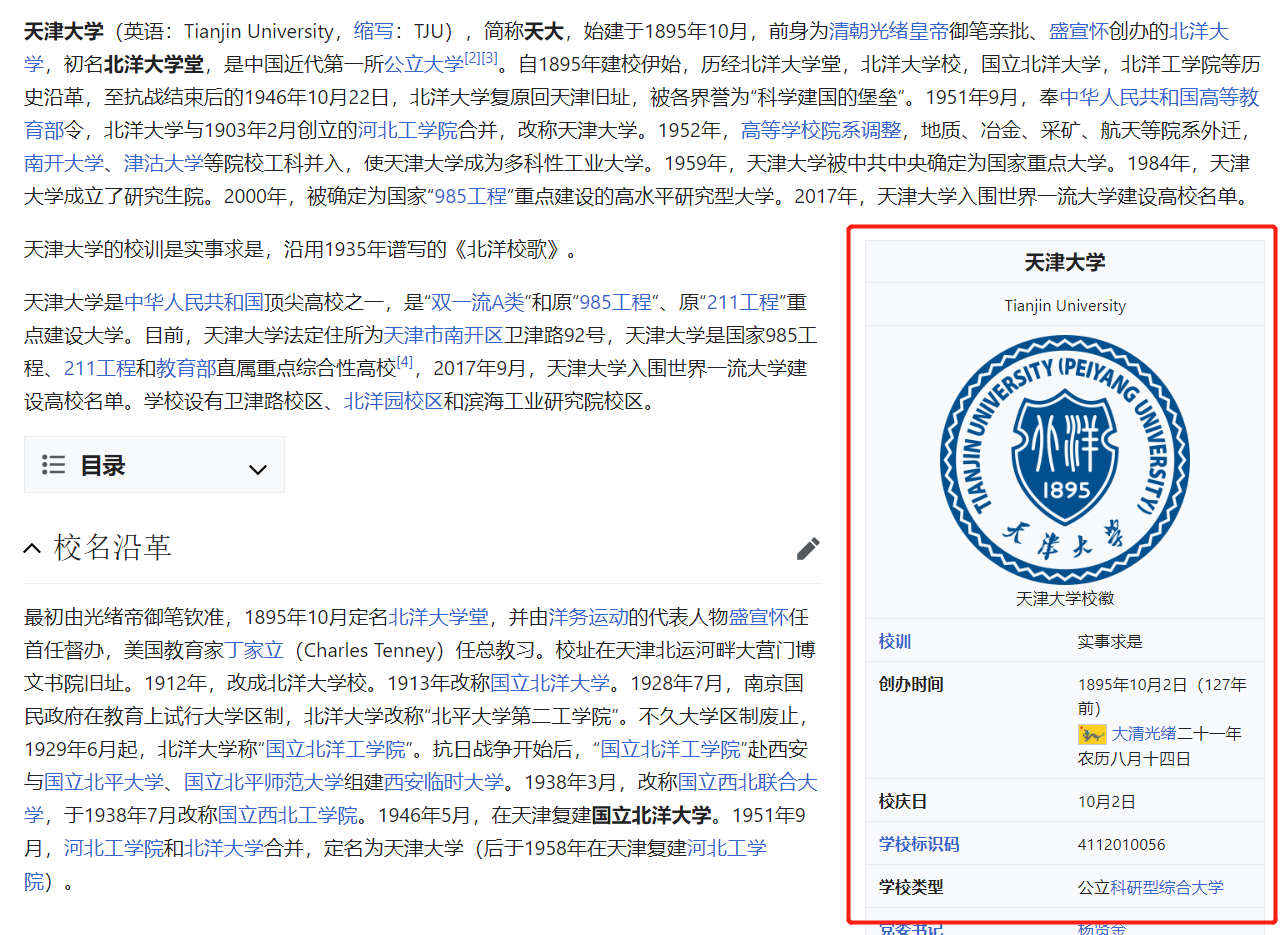 天津大学（英语：Tianjin University，缩写：TJU），简称天大，始建于1895年10月，前身为清朝光绪皇帝御笔亲批、盛宣怀创办的北洋大
学，初名北洋大学堂，是中国近代第一所公立大学[2][3]。自1895年建校伊始，历经北洋大学堂，北洋大学校，国立北洋大学，北洋工学院等历
史沿革，至抗战结束后的1946年10月22日，北洋大学复原回天津旧址，被各界誉为“科学建国的堡垒”。1951年9月，奉中华人民共和国高等教
育部令，北洋大学与1903年2月创立的河北工学院合并，改称天津大学。1952年，高等学校院系调整，地质、冶金、采矿、航天等院系外迁，
南开大学、津沽大学等院校工科并入，使天津大学成为多科性工业大学。1959年，天津大学被中共中央确定为国家重点大学。1984年，天津
大学成立了研究生院。2000年，被确定为国家“985工程”重点建设的高水平研究型大学。2017年，天津大学入围世界一流大学建设高校名单。
天津大学的校训是实事求是，沿用1935年谱写的《北洋校歌》。
天津大学是中华人民共和国顶尖高校之一，是“双一流A类”和原“985工程”、原“211工程”重
点建设大学。目前，天津大学法定住所为天津市南开区卫津路92号，天津大学是国家985工
程、211工程和教育部直属重点综合性高校[4]，2017年9月，天津大学入围世界一流大学建
设高校名单。学校设有卫津路校区、北洋园校区和滨海工业研究院校区。
目录
校名沿革
最初由光绪帝御笔钦准，1895年10月定名北洋大学堂，并由洋务运动的代表人物盛宣怀任
首任督办，美国教育家丁家立（Charles Tenney）任总教习。校址在天津北运河畔大营门博
文书院旧址。1912年，改成北洋大学校。1913年改称国立北洋大学。1928年7月，南京国
民政府在教育上试行大学区制，北洋大学改称“北平大学第二工学院”。不久大学区制废止，
1929年6月起，北洋大学称“国立北洋工学院”。抗日战争开始后，“国立北洋工学院”赴西安
与国立北平大学、国立北平师范大学组建西安临时大学。1938年3月，改称国立西北联合大
学，于1938年7月改称国立西北工学院。1946年5月，在天津复建国立北洋大学。1951年9
月，河北工学院和北洋大学合并，定名为天津大学（后于1958年在天津复建河北工学
院）。
天津大学
Tianjin University
TIANJIN UNIVERSITY (PEIYANG UNIVERSITY)
北洋
1895
天津大学
天津大学校徽
校训 实事求是
创办时间 1895年10月2日（127年
前）
大清光绪二十一年
农历八月十四日
校庆日 10月2日
学校标识码 4112010056
学校类型 公立科研型综合大学
党委书记 杨贤金